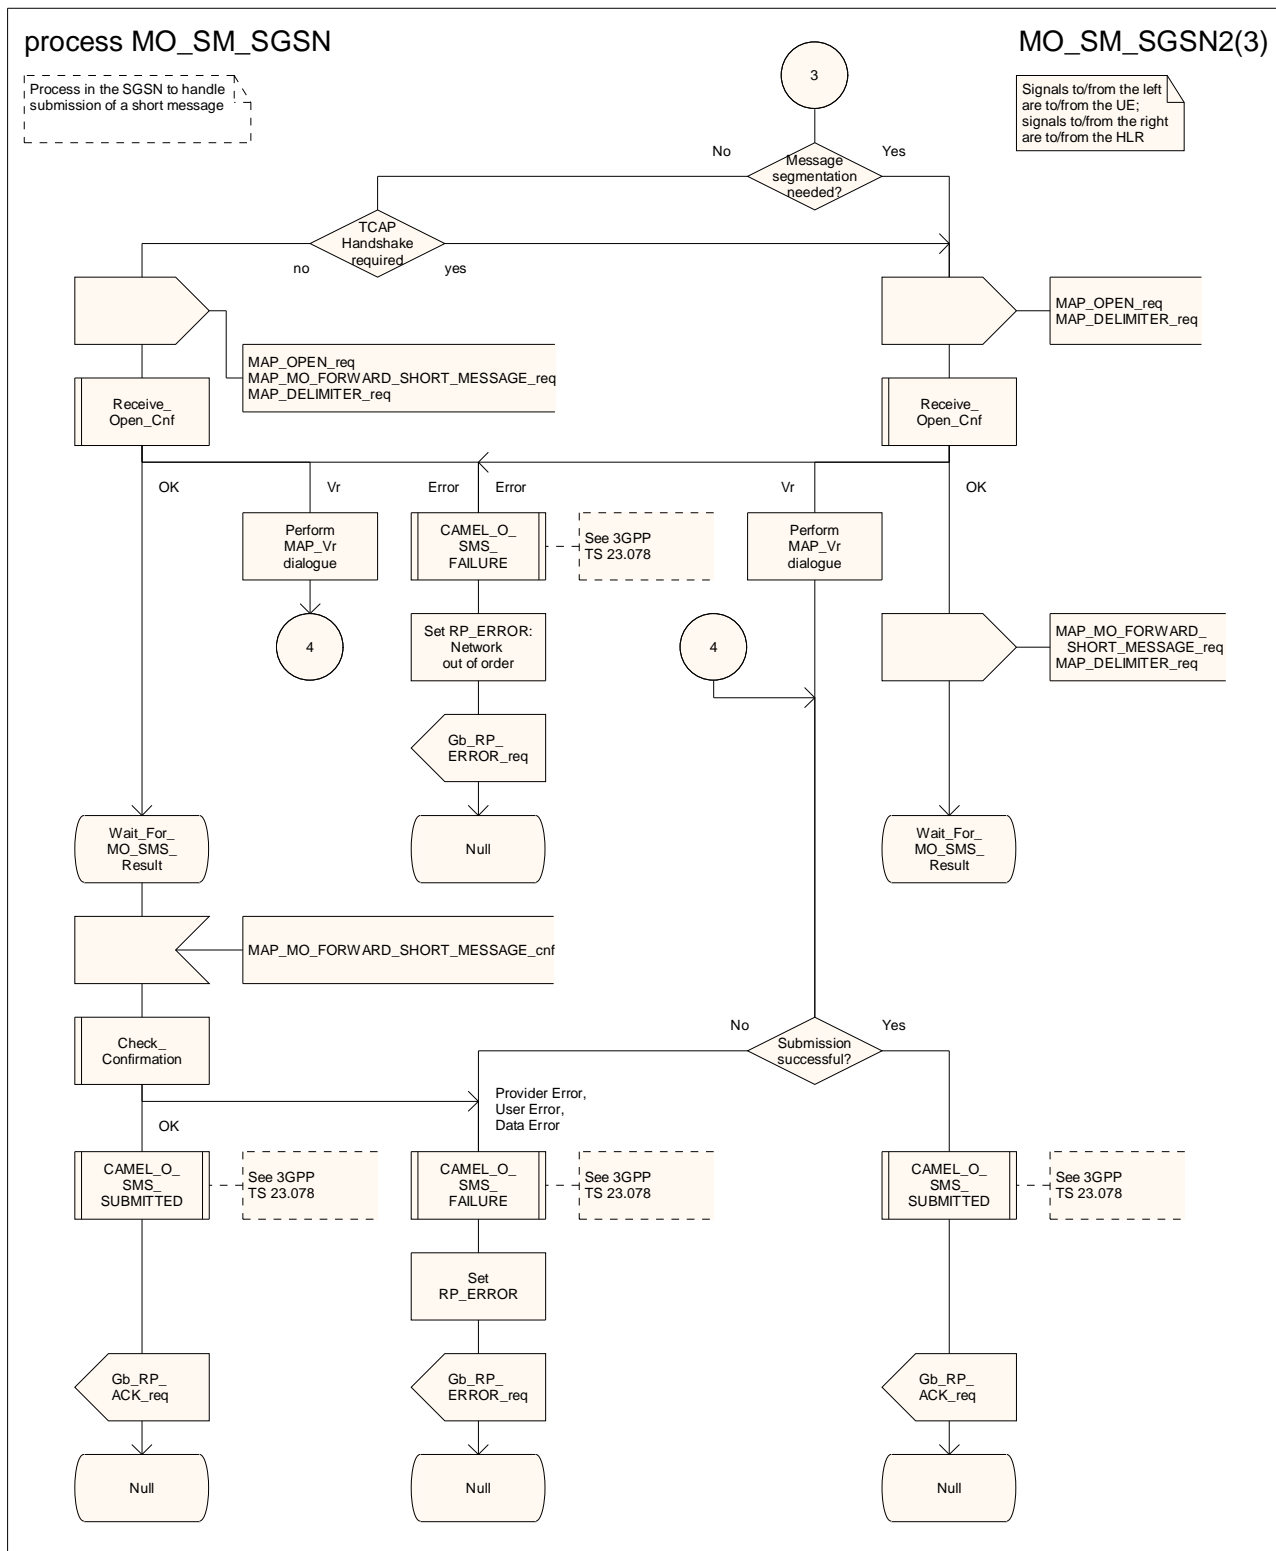 process MO_SM_SGSN
MO_SM_SGSN2(3)
Process in the SGSN to handle
submission of a short message
3
Signals to/from the left
are to/from the UE;
signals to/from the right
are to/from the HLR
No
Message
segmentation
needed?
Yes
TCAP
Handshake
required
no
yes
MAP_OPEN_req
MAP_DELIMITER_req
MAP_OPEN_req
MAP_MO_FORWARD_SHORT_MESSAGE_req
MAP_DELIMITER_req
Receive_
Open_Cnf
Receive_
Open_Cnf
OK
Vr
Error
Error
Vr
OK
Perform
MAP_Vr
dialogue
CAMEL_O_
SMS_
FAILURE
See 3GPP
TS 23.078
Perform
MAP_Vr
dialogue
4
Set RP_ERROR:
Network
out of order
4
MAP_MO_FORWARD_
SHORT_MESSAGE_req
MAP_DELIMITER_req
Gb_RP_
ERROR_req
Wait_For_
MO_SMS_
Result
Null
Wait_For_
MO_SMS_
Result
MAP_MO_FORWARD_SHORT_MESSAGE_cnf
Check_
Confirmation
No
Submission
successful?
Yes
Provider Error,
User Error,
Data Error
OK
CAMEL_O_
SMS_
SUBMITTED
See 3GPP
TS 23.078
CAMEL_O_
SMS_
FAILURE
See 3GPP
TS 23.078
CAMEL_O_
SMS_
SUBMITTED
See 3GPP
TS 23.078
Set
RP_ERROR
Gb_RP_
ACK_req
Gb_RP_
ERROR_req
Gb_RP_
ACK_req
Null
Null
Null